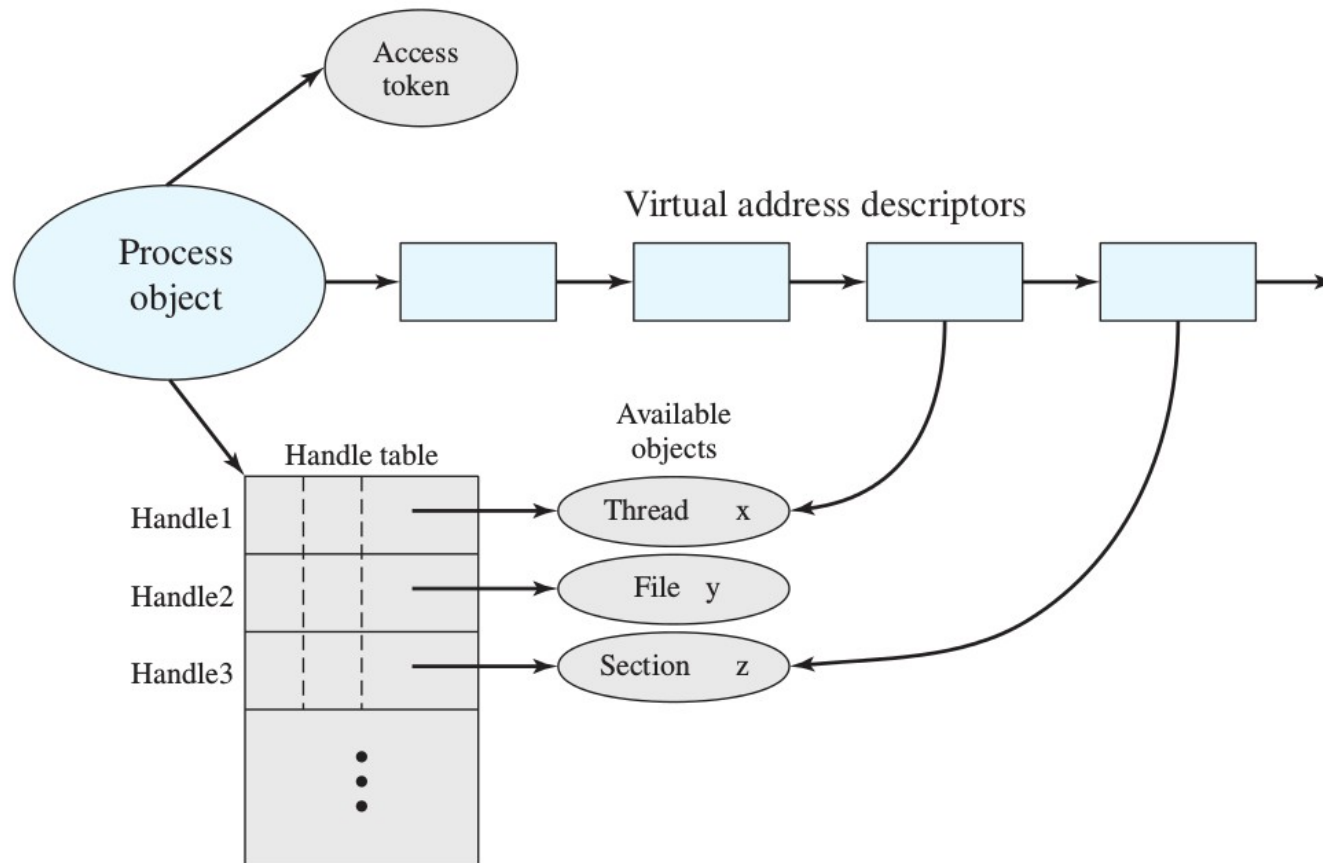 Access
token
Process
object
Virtual address descriptors
Available
objects
Handle table
Handle1
Thread x
Handle2
File y
Handle3
Section z